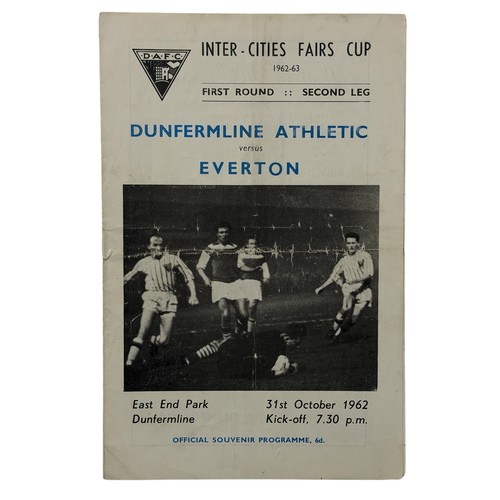 D.A.F.C.
INTER-CITIES FAIRS CUP
1962-63
FIRST ROUND :: SECOND LEG
DUNFERMLINE ATHLETIC
versus
EVERTON
East End Park
Dunfermline
31st October 1962
Kick-off, 7.30 p.m.
OFFICIAL SOUVENIR PROGRAMME, 6d.